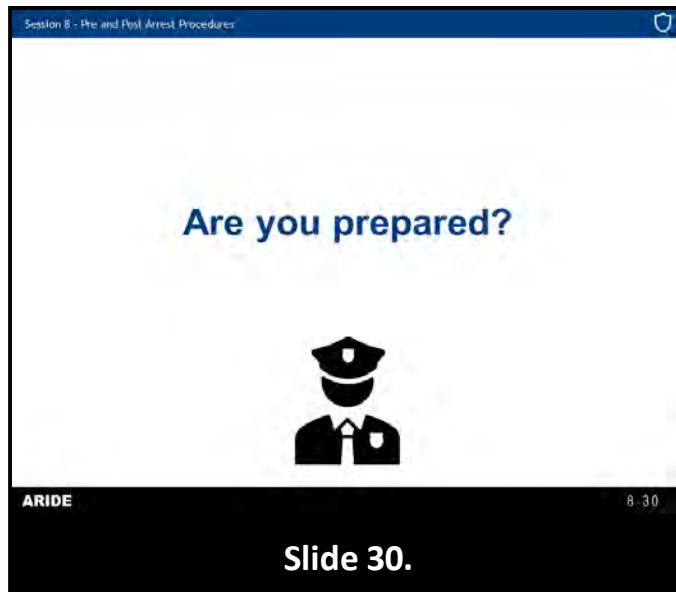 Session 8 - Pre and Post Arrest Procedures
Are you prepared?
ARIDE
8-30
Slide 30.